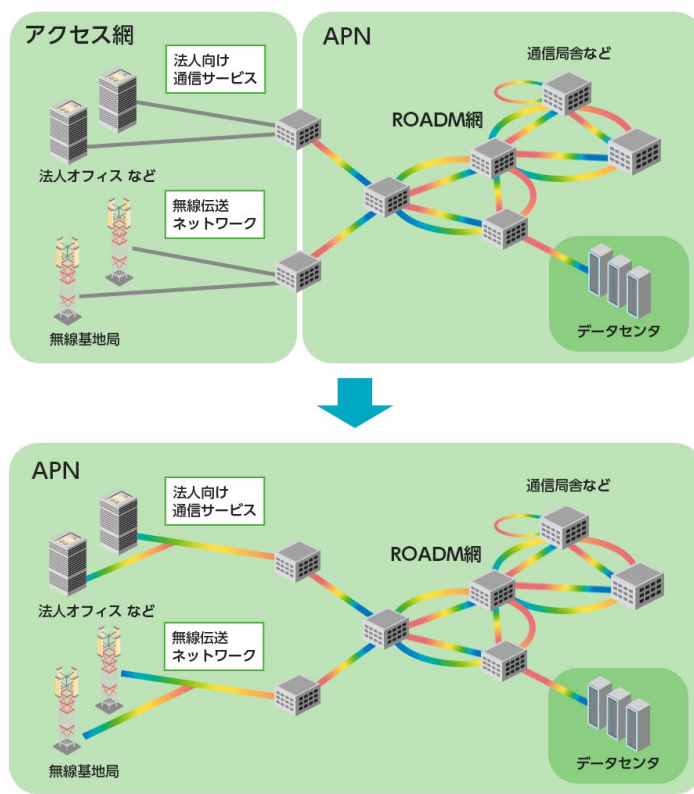 アクセス網
APN
法人向け
通信サービス
通信局舎など
ROADM網
法人オフィス など
無線伝送
ネットワーク
無線基地局
データセンタ
APN
法人向け
通信サービス
通信局舎など
ROADM網
法人オフィス など
無線伝送
ネットワーク
無線基地局
データセンタ